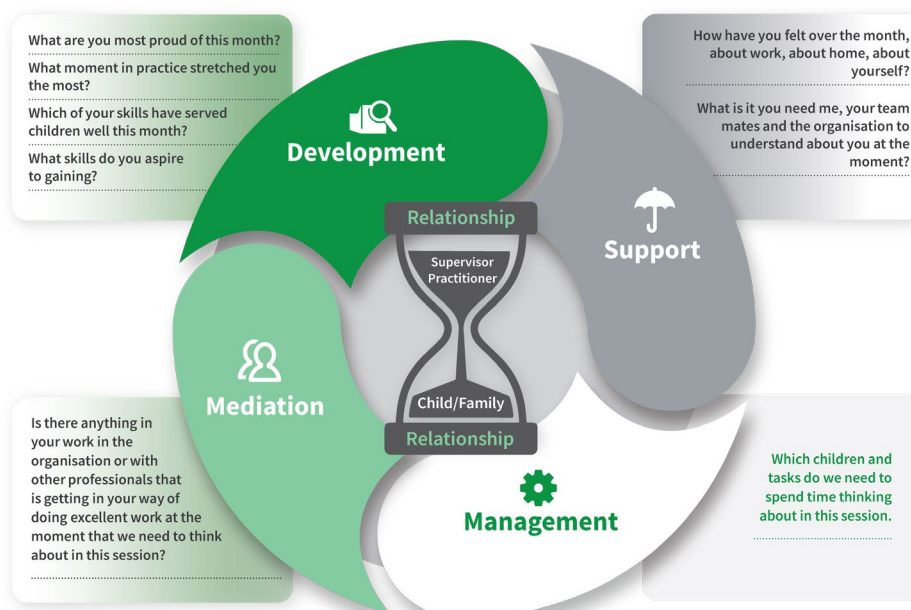 What are you most proud of this month?
What moment in practice stretched you
the most?
Which of your skills have served
children well this month?
What skills do you aspire
to gaining?
How have you felt over the month,
about work, about home, about
yourself?
What is it you need me, your team
mates and the organisation to
understand about you at the
moment?
Development
Support
Relationship
Supervisor
Practitioner
Child/Family
Relationship
Mediation
Management
Is there anything in
your work in the
organisation or with
other professionals that
is getting in your way of
doing excellent work at the
moment that we need to think
about in this session?
Which children and
tasks do we need to
spend time thinking
about in this session.